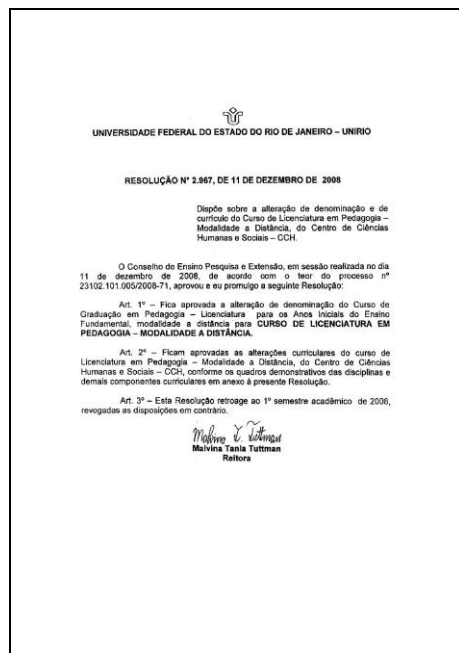 UNIVERSIDADE FEDERAL DO ESTADO DO RIO DE JANEIRO – UNIRIO
RESOLUÇÃO Nº 2.967, DE 11 DE DEZEMBRO DE 2008
Dispõe sobre a alteração de denominação e de
currículo do Curso de Licenciatura em Pedagogia –
Modalidade a Distância, do Centro de Ciências
Humanas e Sociais – CCH.
O Conselho de Ensino Pesquisa e Extensão, em sessão realizada no dia
11 de dezembro de 2008, de acordo com o teor do processo nº
23102.101.005/2008-71, aprovou e eu promulgo a seguinte Resolução:
Art. 1º – Fica aprovada a alteração de denominação do Curso de
Graduação em Pedagogia – Licenciatura para os Anos Iniciais do Ensino
Fundamental, modalidade a distância para CURSO DE LICENCIATURA EM
PEDAGOGIA – MODALIDADE A DISTÂNCIA.
Art. 2º – Ficam aprovadas as alterações curriculares do curso de
Licenciatura em Pedagogia – Modalidade a Distância, do Centro de Ciências
Humanas e Sociais – CCH, conforme os quadros demonstrativos das disciplinas e
demais componentes curriculares em anexo à presente Resolução.
Art. 3º – Esta Resolução retroage ao 1º semestre acadêmico de 2008,
revogadas as disposições em contrário.
Malvina T. Tuttman
Malvina Tania Tuttman
Reitora